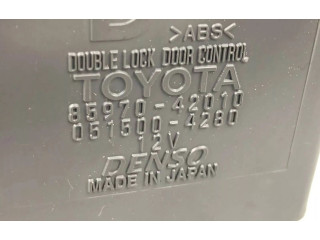 D
>ABS<
DOUBLE LOCK DOOR CONTROL
TOYOTA
85970-42010
051500-4280
12V
DENSO
MADE IN JAPAN